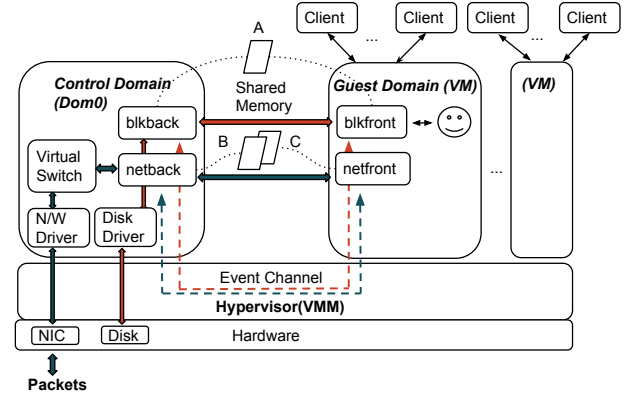 Client
...
Client
Client
...
Client
A
Control Domain
(Dom0)
Shared
Memory
Guest Domain (VM)
(VM)
blkback
blkfront
B
C
Virtual
Switch
netback
netfront
...
N/W
Driver
Disk
Driver
Event Channel
Hypervisor(VMM)
NIC
Disk
Hardware
Packets